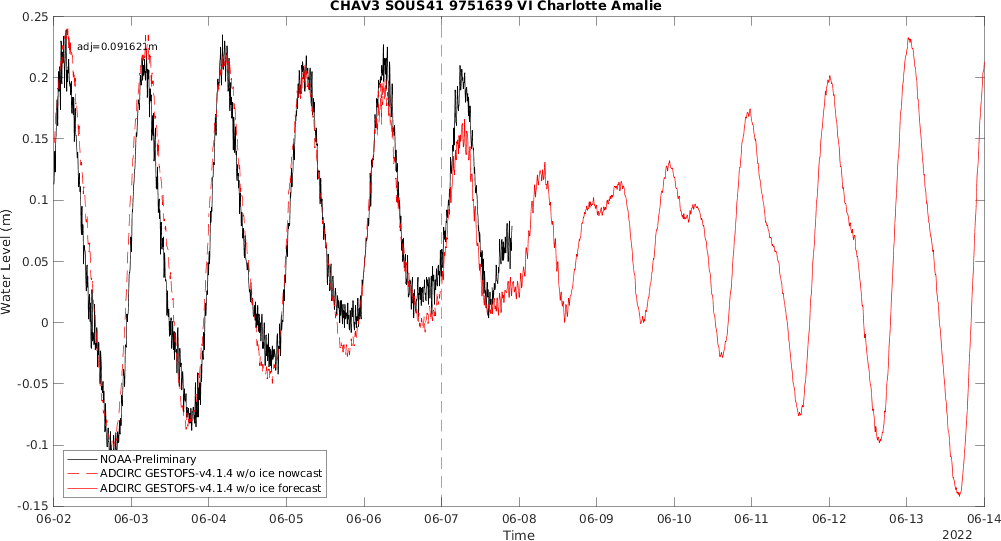 CHAV3 SOUS41 9751639 VI Charlotte Amalie
adj=0.091621m
0.25
0.2
0.15
0.1
0.05
0
-0.05
-0.1
-0.15
Water Level (m)
NOAA-Preliminary
ADCIRC GESTOFS-v4.1.4 w/o ice nowcast
ADCIRC GESTOFS-v4.1.4 w/o ice forecast
06-02 06-03 06-04 06-05 06-06 06-07 06-08 06-09 06-10 06-11 06-12 06-13 06-14
Time
2022